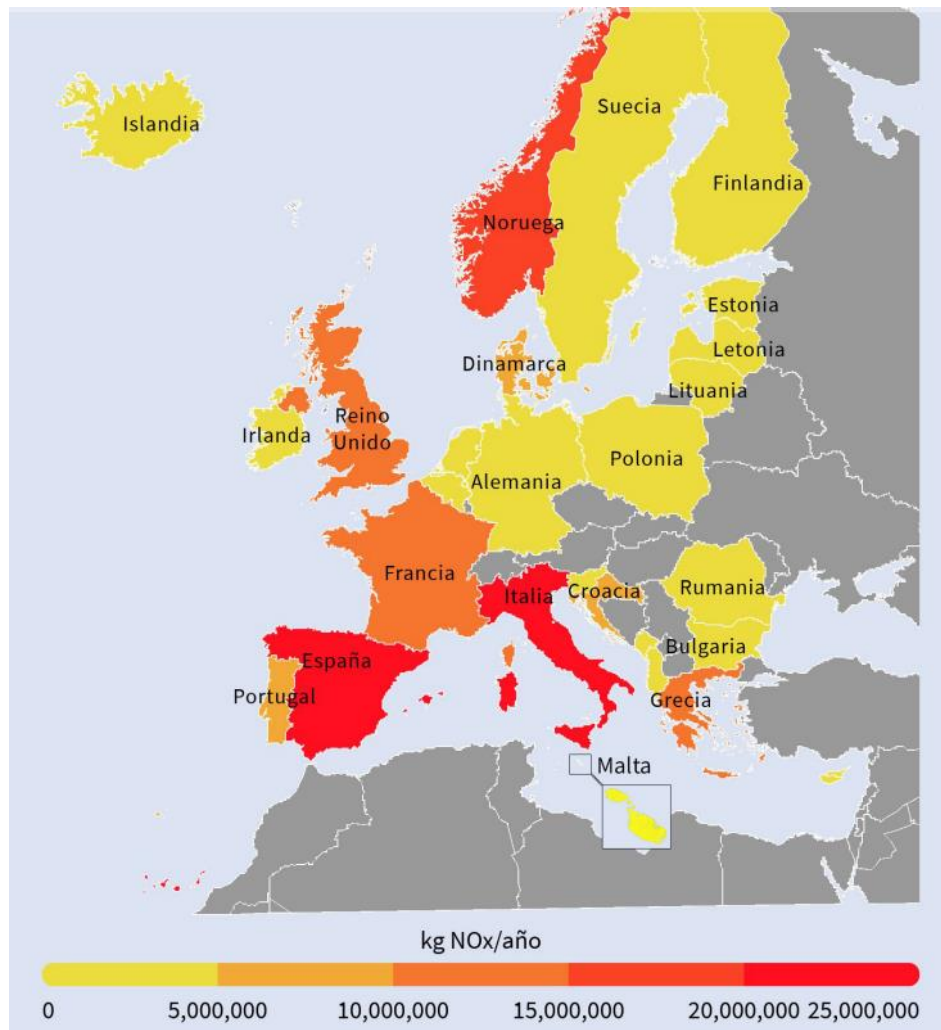 Islandia
Suecia
Finlandia
Noruega
Estonia
Letonia
Dinamarca
Lituania
Irlanda
Reino
Unido
Polonia
Alemania
Francia
Italia
Croacia
Rumania
Bulgaria
España
Portugal
Grecia
Malta
kg NOx/año
0 5,000,000 10,000,000 15,000,000 20,000,000 25,000,000